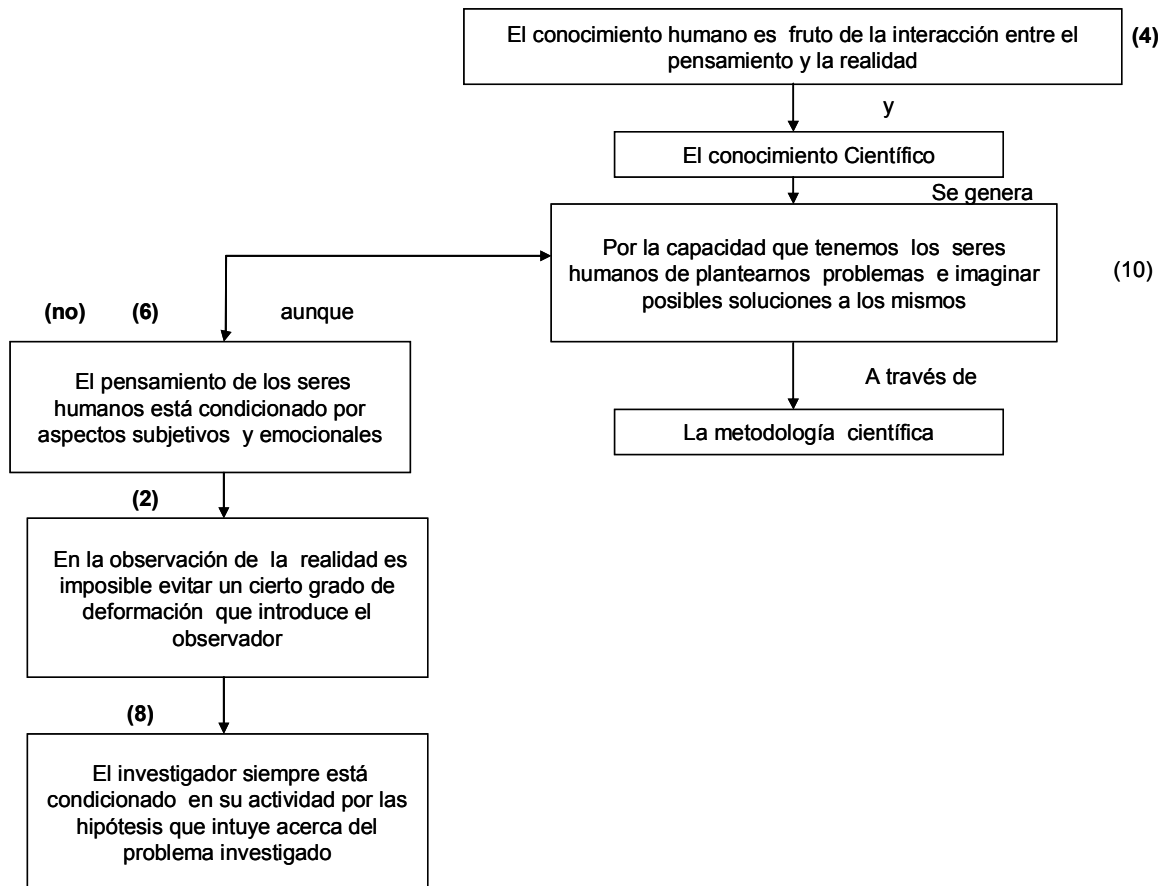 El conocimiento humano es fruto de la interacción entre el
pensamiento y la realidad
(4)
y
El conocimiento Científico
Se genera
Por la capacidad que tenemos los seres
humanos de plantearnos problemas e imaginar
posibles soluciones a los mismos
(10)
(no) (6) aunque
El pensamiento de los seres
humanos está condicionado por
aspectos subjetivos y emocionales
A través de
La metodología científica
(2)
En la observación de la realidad es
imposible evitar un cierto grado de
deformación que introduce el
observador
(8)
El investigador siempre está
condicionado en su actividad por las
hipótesis que intuye acerca del
problema investigado